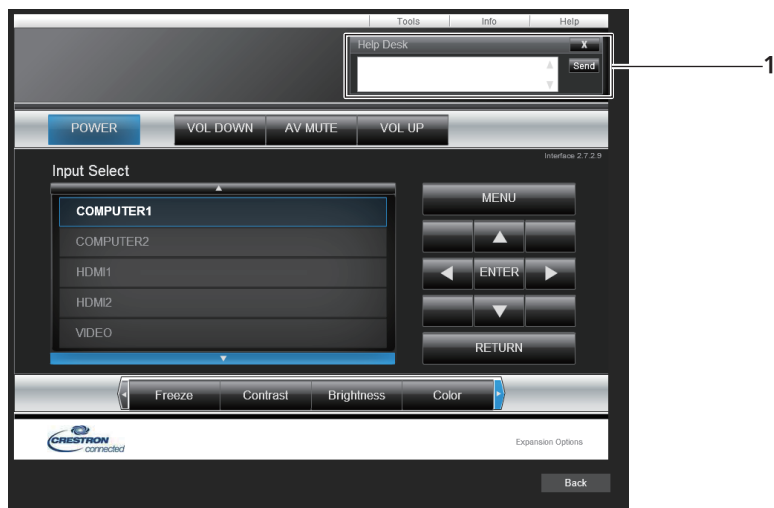 Tools Info Help
Help Desk X
Send
1
POWER VOL DOWN AV MUTE VOL UP
Interface 2.7.2.9
Input Select
COMPUTER1
COMPUTER2
HDMI1
HDMI2
VIDEO
MENU
ENTER
RETURN
Freeze Contrast Brightness Color
CRESTRON
connected
Expansion Options
Back